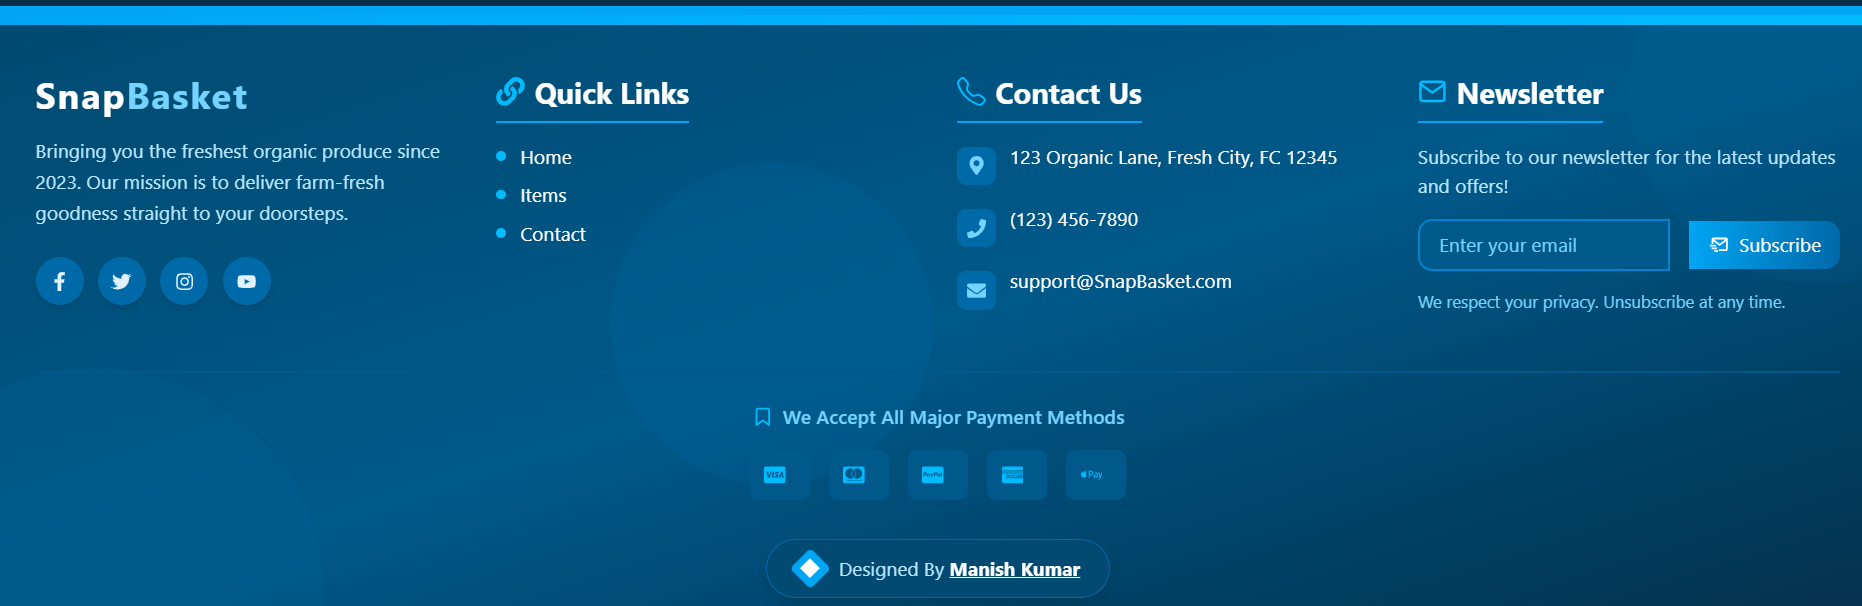 SnapBasket
Bringing you the freshest organic produce since
2023. Our mission is to deliver farm-fresh
goodness straight to your doorsteps.
Quick Links
Home
Items
Contact
Contact Us
123 Organic Lane, Fresh City, FC 12345
(123) 456-7890
support@SnapBasket.com
Newsletter
Subscribe to our newsletter for the latest updates
and offers!
Enter your email
Subscribe
We respect your privacy. Unsubscribe at any time.
We Accept All Major Payment Methods
VISA
PayPal
Pay
Designed By Manish Kumar